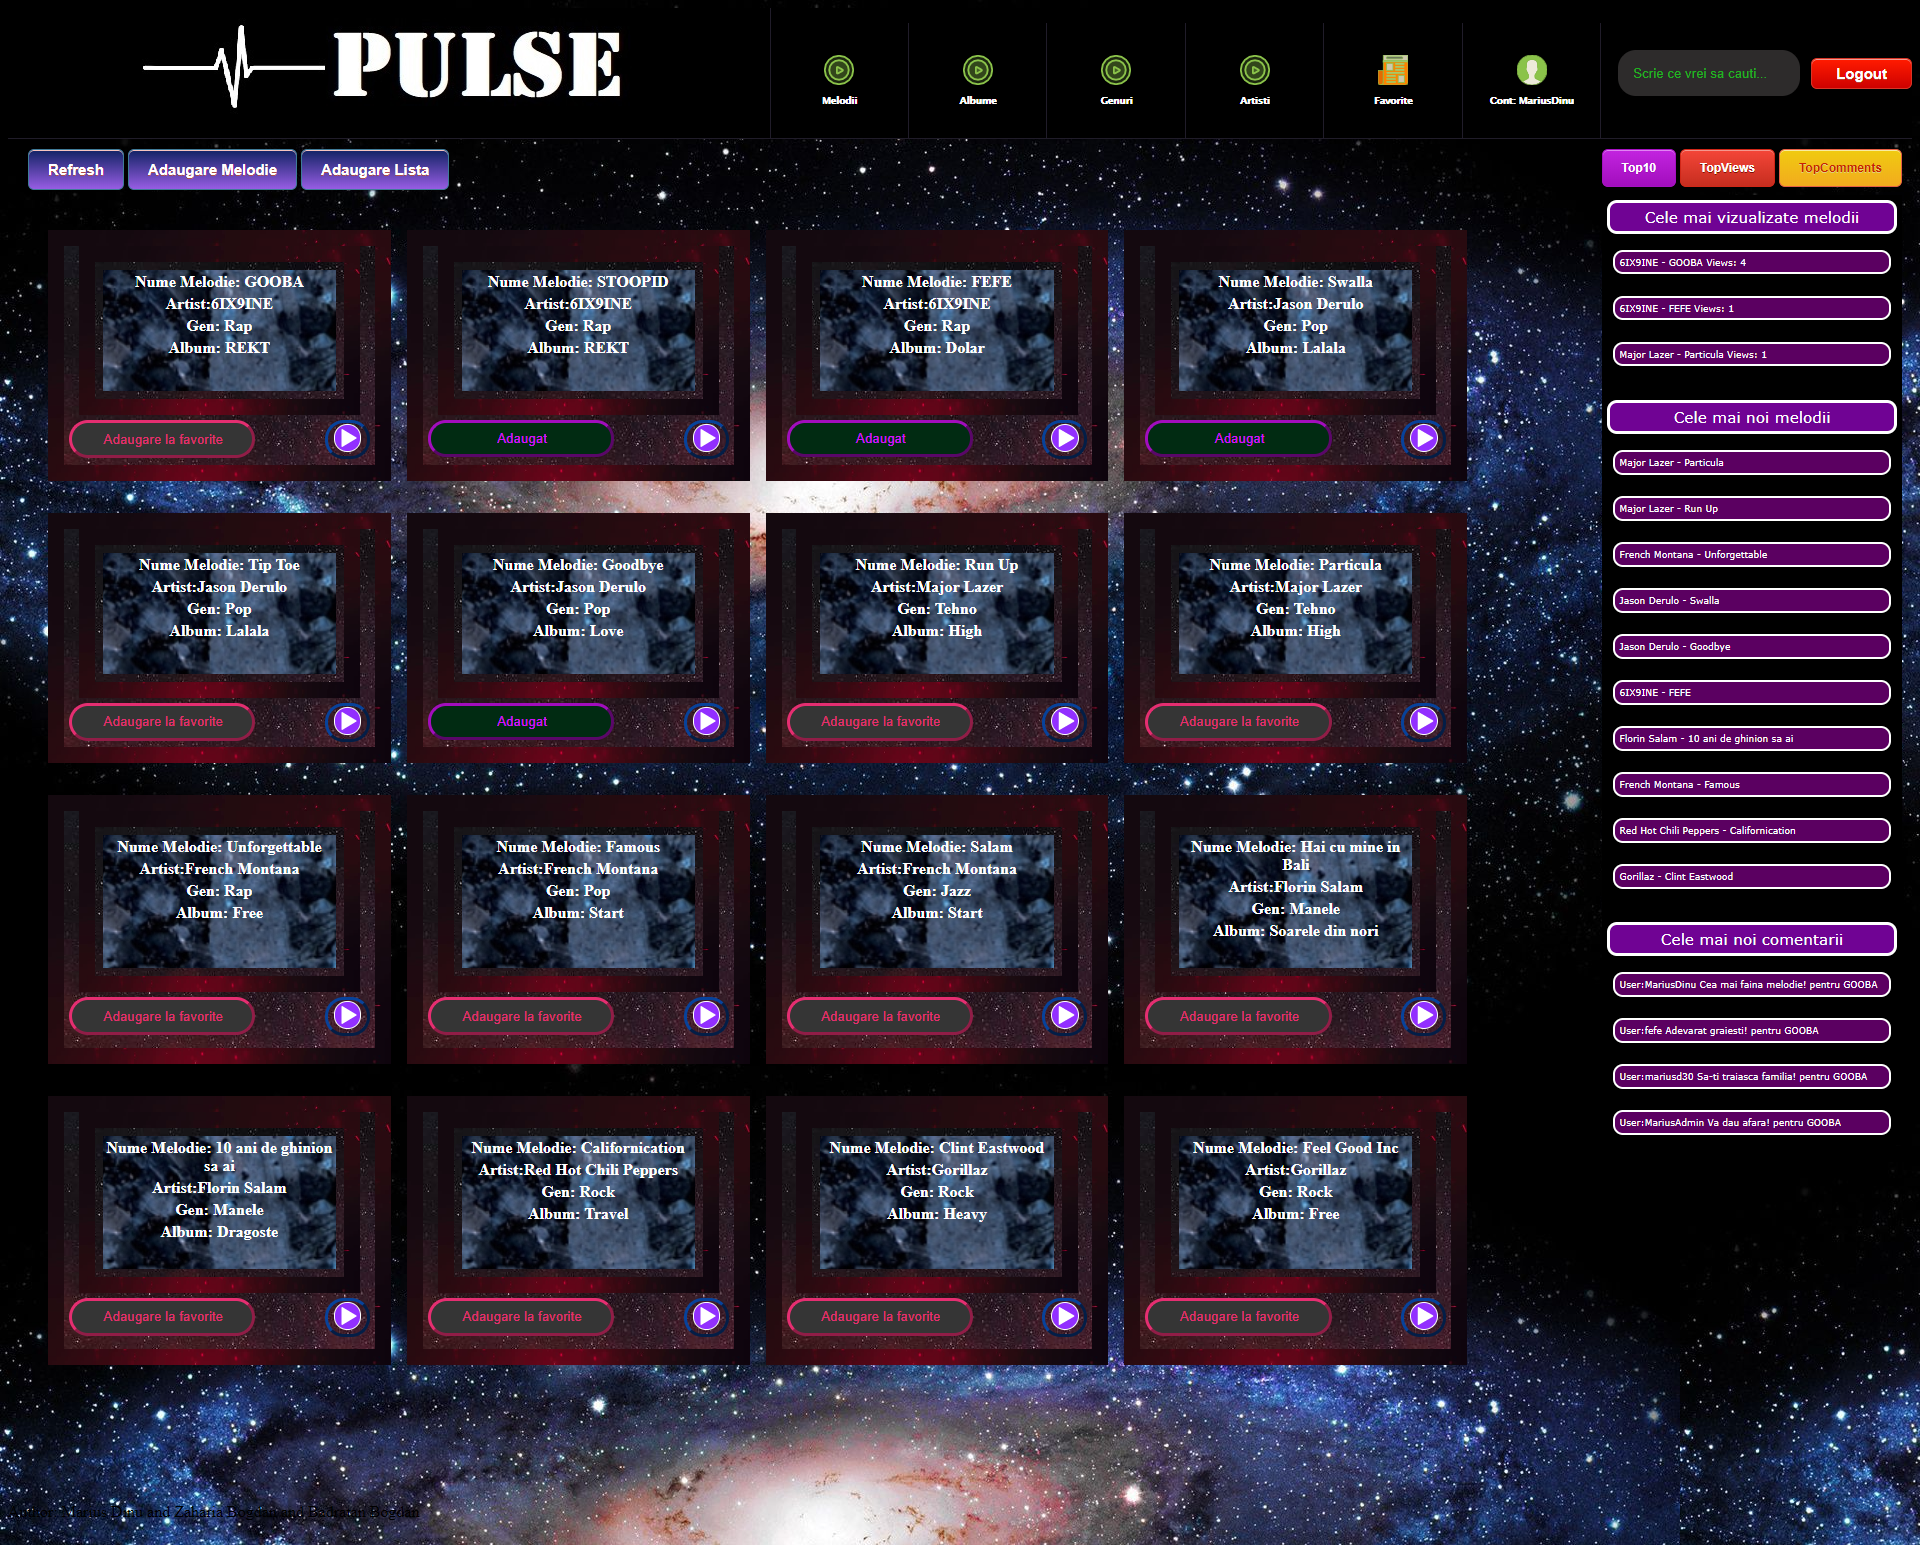 PULSE
Melodii
Albume
Genuri
Artisti
Favorite
Cont: MariusDinu
Scrie ce vrei sa cauti...
Logout
Refresh
Adaugare Melodie
Adaugare Lista
Top10
TopViews
TopComments
Nume Melodie: GOOBA
Artist:6IX9INE
Gen: Rap
Album: REKT
Adaugare la favorite
Nume Melodie: STOOPID
Artist:6IX9INE
Gen: Rap
Album: REKT
Adaugat
Nume Melodie: FEFE
Artist:6IX9INE
Gen: Rap
Album: Dolar
Adaugat
Nume Melodie: Swalla
Artist:Jason Derulo
Gen: Pop
Album: Lalala
Adaugat
Nume Melodie: Tip Toe
Artist:Jason Derulo
Gen: Pop
Album: Lalala
Adaugare la favorite
Nume Melodie: Goodbye
Artist:Jason Derulo
Gen: Pop
Album: Love
Adaugat
Nume Melodie: Run Up
Artist:Major Lazer
Gen: Tehno
Album: High
Adaugare la favorite
Nume Melodie: Particula
Artist:Major Lazer
Gen: Tehno
Album: High
Adaugare la favorite
Nume Melodie: Unforgettable
Artist:French Montana
Gen: Rap
Album: Free
Adaugare la favorite
Nume Melodie: Famous
Artist:French Montana
Gen: Pop
Album: Start
Adaugare la favorite
Nume Melodie: Salam
Artist:French Montana
Gen: Jazz
Album: Start
Adaugare la favorite
Nume Melodie: Hai cu mine in
Bali
Artist:Florin Salam
Gen: Manele
Album: Soarele din nori
Adaugare la favorite
Nume Melodie: 10 ani de ghinion
sa ai
Artist:Florin Salam
Gen: Manele
Album: Dragoste
Adaugare la favorite
Nume Melodie: Californication
Artist:Red Hot Chili Peppers
Gen: Rock
Album: Travel
Adaugare la favorite
Nume Melodie: Clint Eastwood
Artist:Gorillaz
Gen: Rock
Album: Heavy
Adaugare la favorite
Nume Melodie: Feel Good Inc
Artist:Gorillaz
Gen: Rock
Album: Free
Adaugare la favorite
Cele mai vizualizate melodii
6IX9INE - GOOBA Views: 4
6IX9INE - FEFE Views: 1
Major Lazer - Particula Views: 1
Cele mai noi melodii
Major Lazer - Particula
Major Lazer - Run Up
French Montana - Unforgettable
Jason Derulo - Swalla
Jason Derulo - Goodbye
6IX9INE - FEFE
Florin Salam - 10 ani de ghinion sa ai
French Montana - Famous
Red Hot Chili Peppers - Californication
Gorillaz - Clint Eastwood
Cele mai noi comentarii
User:MariusDinu Cea mai faina melodie! pentru GOOBA
User:fefe Adevarat graiesti! pentru GOOBA
User:mariusd30 Sa-ti traiasca familia! pentru GOOBA
User:MariusAdmin Va dau afara! pentru GOOBA
Dinu and Zaharia Bogdan and Bogdan